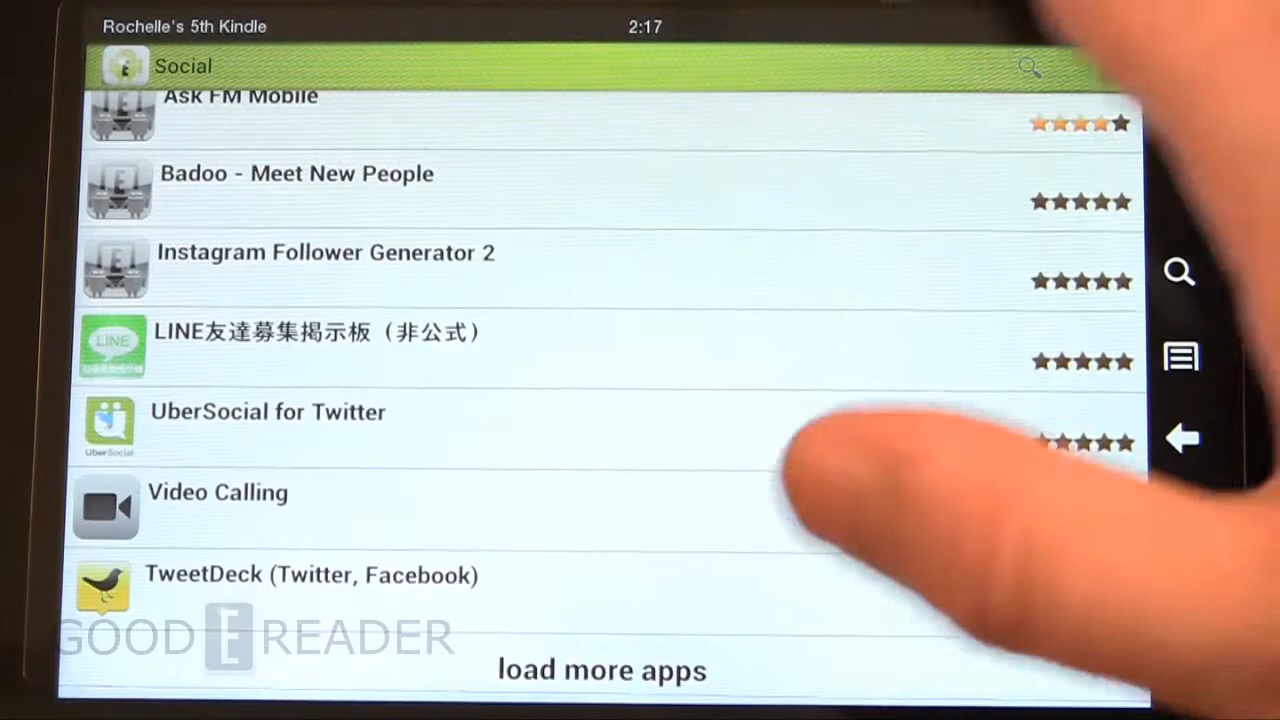 Rochelle's 5th Kindle
2:17
Social
Ask FM Mobile
Badoo - Meet New People
Instagram Follower Generator 2
LINE友達募集掲示板（非公式）
LINE
UberSocial for Twitter
UberSocial
Video Calling
TweetDeck (Twitter, Facebook)
GOOD E READER
load more apps